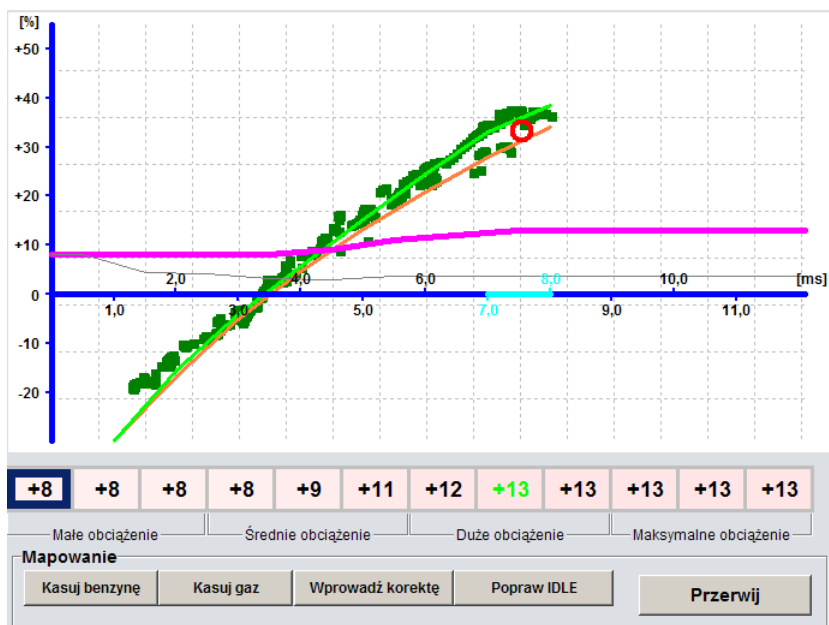 [%]
+50
+40
+30
+20
+10
2,0 4,0 6,0 8,0 10,0 [ms]
0
1,0 3,0 5,0 7,0 9,0 11,0
-10
-20
+8 +8 +8 +8 +9 +11 +12 +13 +13 +13 +13 +13
Małe obciążenie Średnie obciążenie Duże obciążenie Maksymalne obciążenie
Mapowanie
Kasuj benzynę Kasuj gaz Wprowadź korektę Popraw IDLE Przerwij